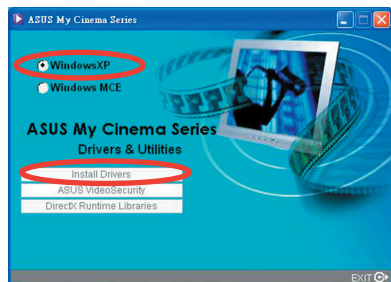 ASUS My Cinema Series
WindowsXP
Windows MCE
ASUS My Cinema Series
Drivers & Utilities
Install Drivers
ASUS VideoSecurity
DirectX Runtime Libraries
EXIT